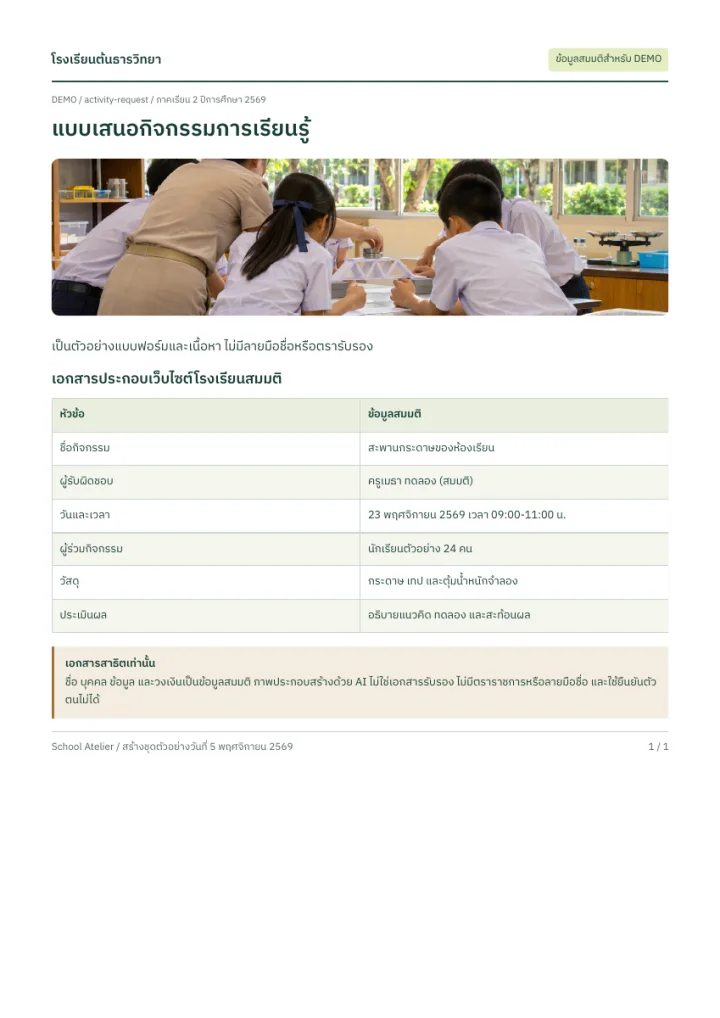 โรงเรียนต้นธารวิทยา
ข้อมูลสมมติสำหรับ DEMO
DEMO / activity-request / ภาคเรียน 2 ปีการศึกษา 2569
แบบเสนอกิจกรรมการเรียนรู้
เป็นตัวอย่างแบบฟอร์มและเนื้อหา ไม่มีลายมือชื่อหรือตรารับรอง
เอกสารประกอบเว็บไซต์โรงเรียนสมมติ
หัวข้อ ข้อมูลสมมติ
ชื่อกิจกรรม สะพานกระดาษของห้องเรียน
ผู้รับผิดชอบ ครูเมธา ทดลอง (สมมติ)
วันและเวลา 23 พฤศจิกายน 2569 เวลา 09:00-11:00 น.
ผู้ร่วมกิจกรรม นักเรียนตัวอย่าง 24 คน
วัสดุ กระดาษ เทป และตุ้มน้ำหนักจำลอง
ประเมินผล อธิบายแนวคิด ทดลอง และสะท้อนผล
เอกสารสาธิตเท่านั้น
ชื่อ บุคคล ข้อมูล และวงเงินเป็นข้อมูลสมมติ ภาพประกอบสร้างด้วย AI ไม่ใช่เอกสารรับรอง ไม่มีตราราชการหรือลายมือชื่อ และใช้ยืนยันตัว
ตนไม่ได้
School Atelier / สร้างชุดตัวอย่างวันที่ 5 พฤศจิกายน 2569
1 / 1